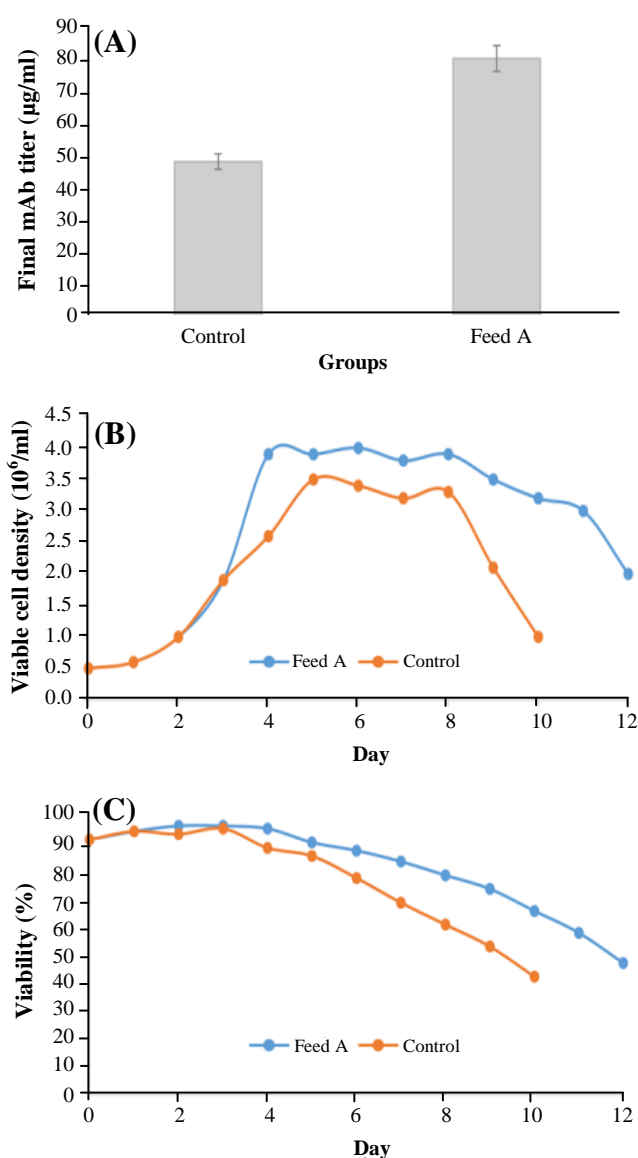 (A)
Final mAb titer (µg/ml)
90
80
70
60
50
40
30
20
10
0
Control Feed A
Groups
(B)
Viable cell density (10⁶/ml)
4.5
4.0
3.5
3.0
2.5
2.0
1.5
1.0
0.5
0.0
Feed A Control
0 2 4 6 8 10 12
Day
(C)
Viability (%)
100
90
80
70
60
50
40
30
20
10
0
Feed A Control
0 2 4 6 8 10 12
Day